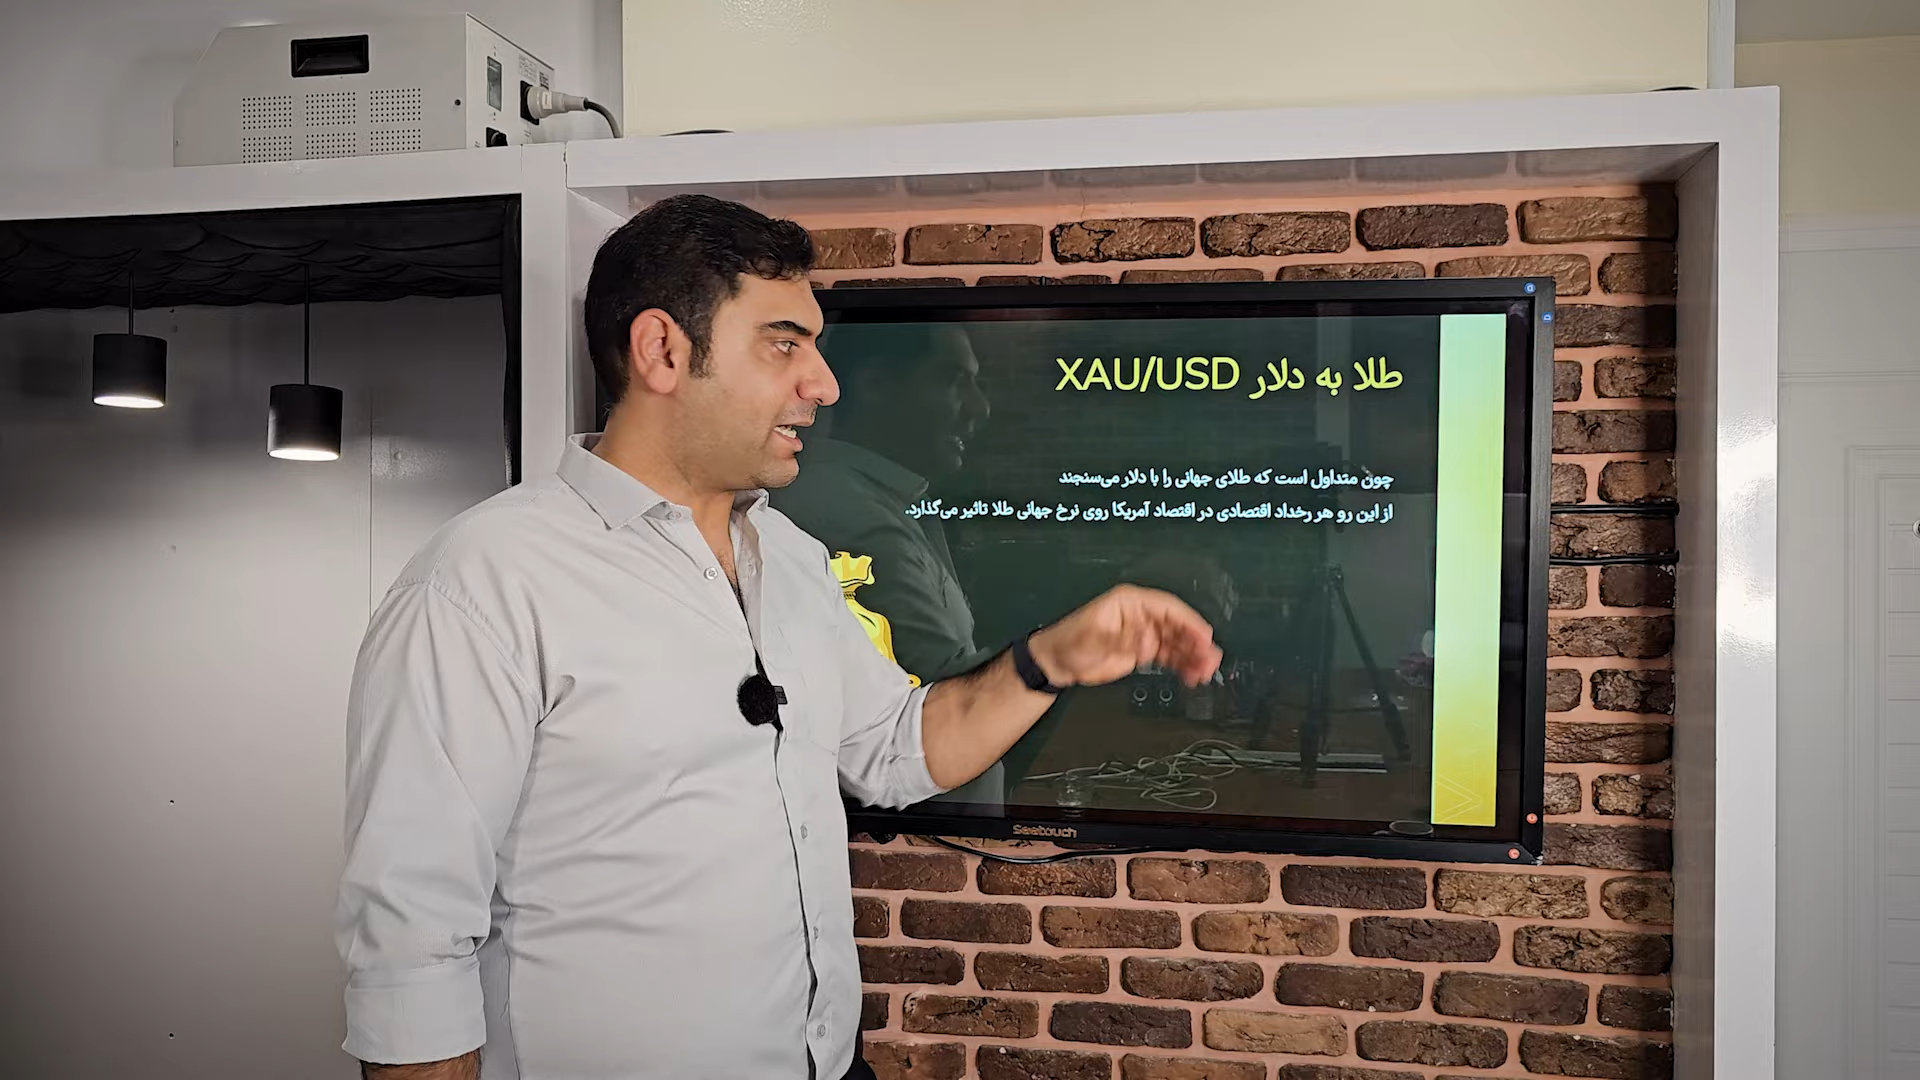 طلا به دلار XAU/USD
چون متداول است که طلای جهانی را با دلار می‌سنجند
از این رو هر رخداد اقتصادی در اقتصاد آمریکا روی نرخ جهانی طلا تاثیر می‌گذارد.
Seetouch